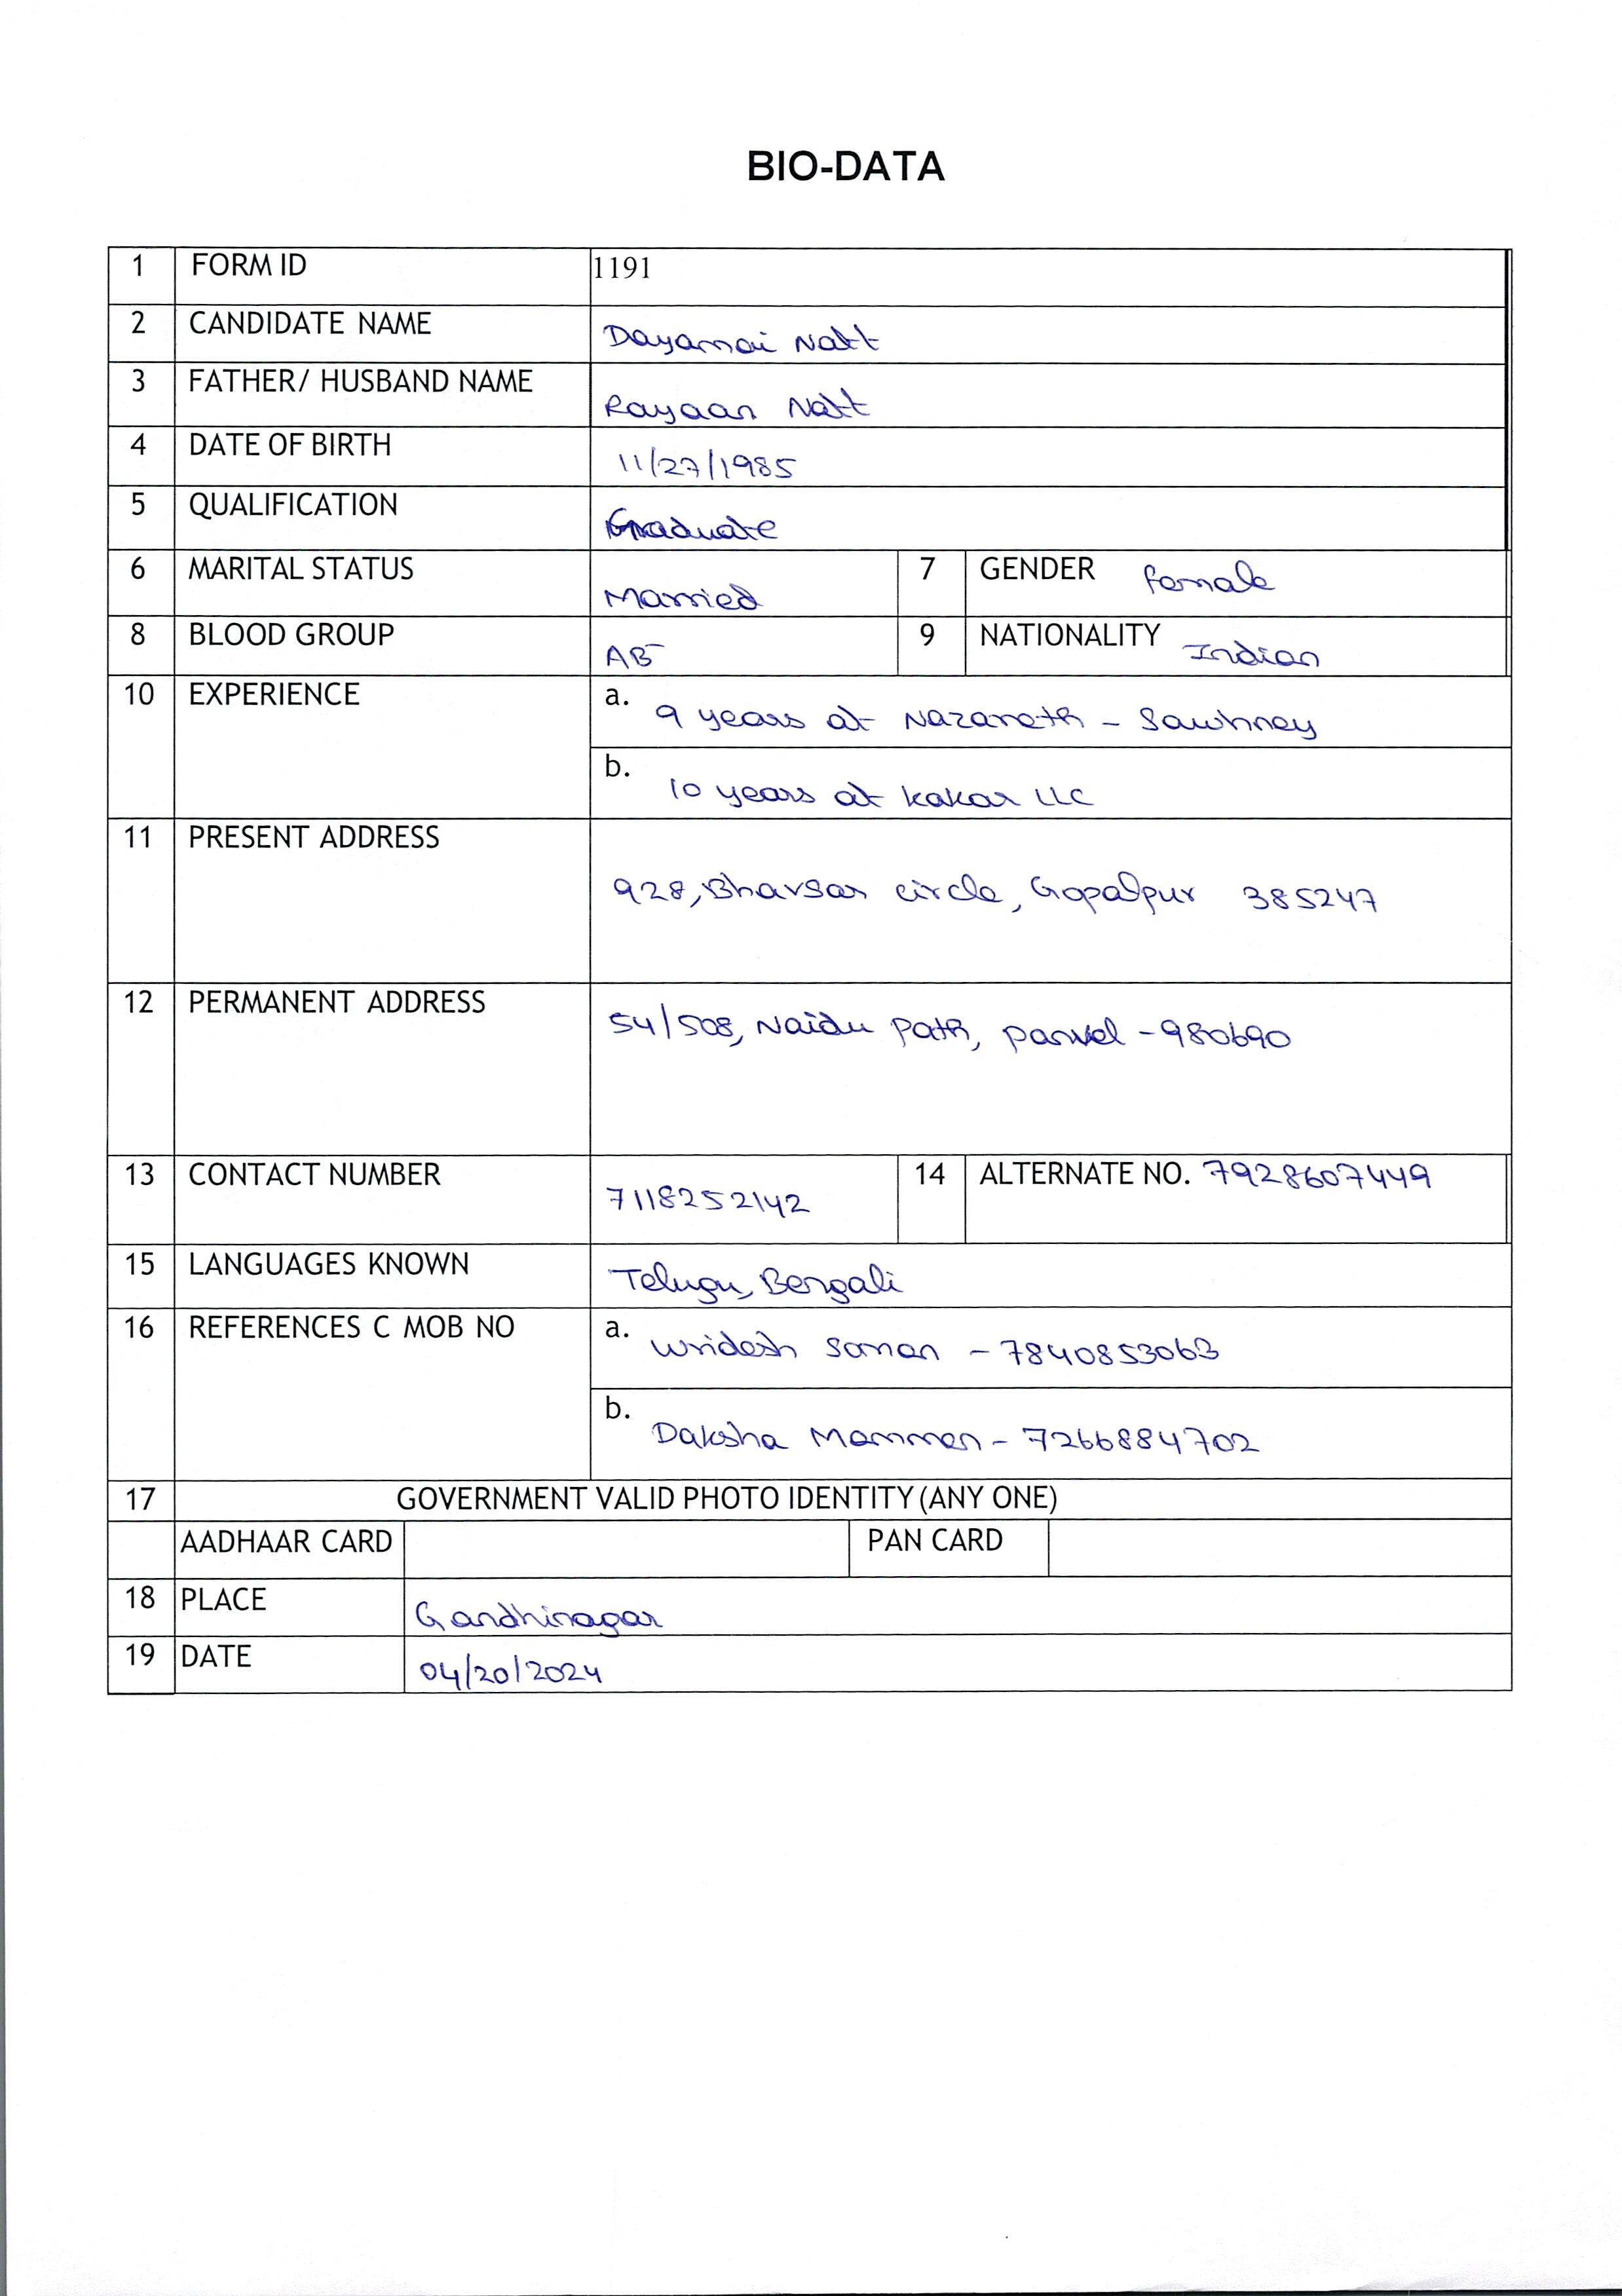 BIO-DATA
1 FORM ID 1191
2 CANDIDATE NAME Dayamai Natt
3 FATHER/ HUSBAND NAME Rayaan Natt
4 DATE OF BIRTH 11/27/1985
5 QUALIFICATION Graduate
6 MARITAL STATUS Married 7 GENDER female
8 BLOOD GROUP AB- 9 NATIONALITY Indian
10 EXPERIENCE a. 9 years at Nazareth - Sawhney
b. 10 years at Kakar LLC
11 PRESENT ADDRESS
928, Bhavsar circle, Gopalpur 385247
12 PERMANENT ADDRESS 54/508, Naidu Path, panvel - 980690
13 CONTACT NUMBER 7118252142 14 ALTERNATE NO. 7928607449
15 LANGUAGES KNOWN Telugu, Bengali
16 REFERENCES C MOB NO a. Wridesh Soman - 7840853063
b. Daksha Mammen - 7266884702
17 GOVERNMENT VALID PHOTO IDENTITY (ANY ONE)
AADHAAR CARD PAN CARD
18 PLACE Gandhinagar
19 DATE 04/20/2024